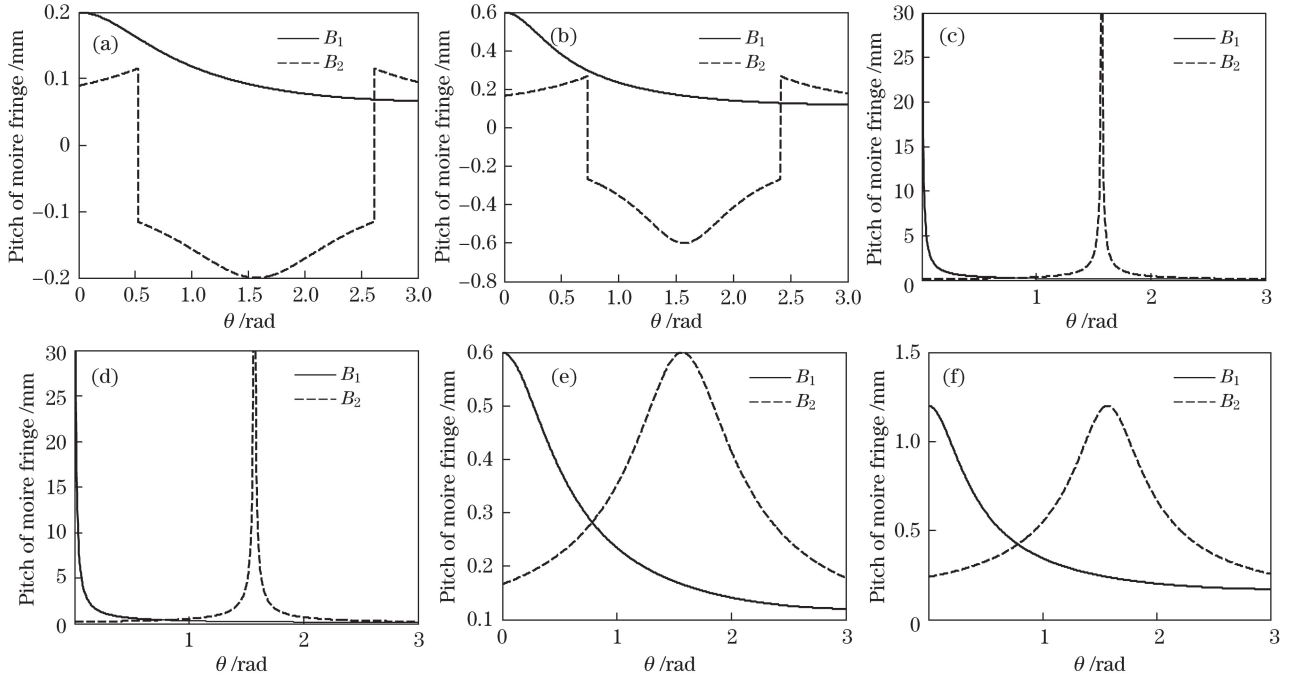 (a)
B₁
B₂
Pitch of moire fringe /mm
0.2
0.1
0
−0.1
−0.2
0 0.5 1.0 1.5 2.0 2.5 3.0
θ /rad
(b)
B₁
B₂
Pitch of moire fringe /mm
0.6
0.4
0.2
0
−0.2
−0.4
−0.6
−0.8
0 0.5 1.0 1.5 2.0 2.5 3.0
θ /rad
(c)
B₁
B₂
Pitch of moire fringe /mm
30
25
20
15
10
5
0
1 2 3
θ /rad
(d)
B₁
B₂
Pitch of moire fringe /mm
30
25
20
15
10
5
0
1 2 3
θ /rad
(e)
B₁
B₂
Pitch of moire fringe /mm
0.6
0.5
0.4
0.3
0.2
0.1
0 1 2 3
θ /rad
(f)
B₁
B₂
Pitch of moire fringe /mm
1.5
1.0
0.5
0
1 2 3
θ /rad